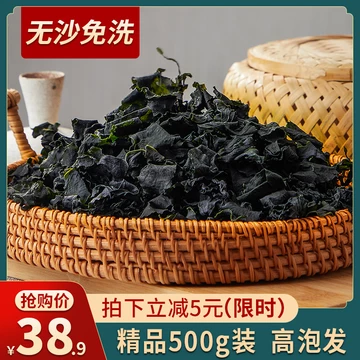 无沙免洗
抢购价
¥38.9
拍下立减5元(限时)
精品500g装 高泡发